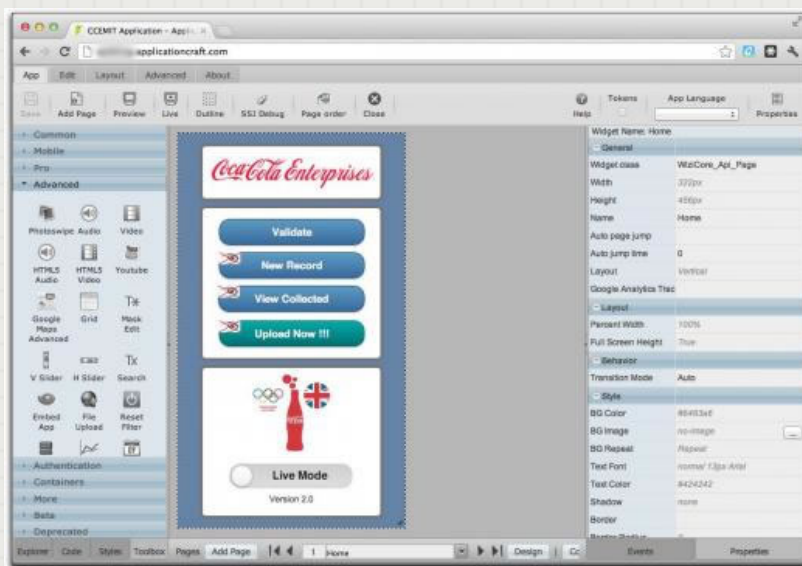 CCEMIT Application - Appli
applicationcraft.com
App Edit Layout Advanced About
Save Add Page Preview Live Outline SSJ Debug Page order Close Help Tokens App Language Properties
Common
Mobile
Pro
Advanced
Photoswipe Audio Video
HTML5 Audio HTML5 Video Youtube
Google Maps Advanced Grid Mask Edit
V Slider H Slider Search
Embed App File Upload Reset Filter
Authentication
Containers
More
Beta
Deprecated
Explorer Code Styles Toolbox Pages Add Page 1 Home Design
Coca-Cola Enterprises
Validate
New Record
View Collected
Upload Now !!!
Live Mode
Version 2.0
Widget Name: Home
General
Widget class WiziCore_Api_Page
Width 332px
Height 456px
Name Home
Auto page jump
Auto jump time 0
Layout Vertical
Google Analytics Trac
Layout
Percent Width 100%
Full Screen Height True
Behavior
Transition Mode Auto
Style
BG Color
BG Image no-image
BG Repeat Repeat
Text Font normal 13px Arial
Text Color #424242
Shadow none
Border
Border Radius
Events Properties